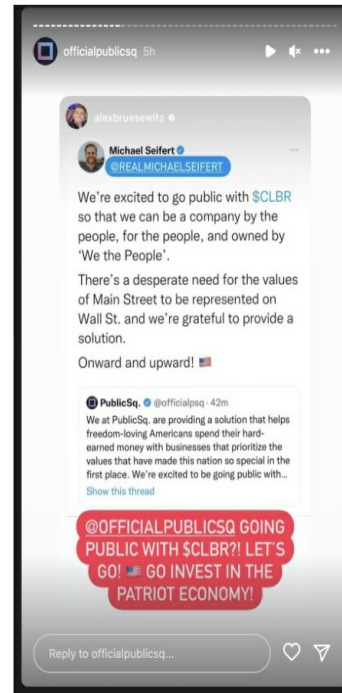 officialpublicsq 5h
alexbruesewitz
Michael Seifert
@REALMICHAELSEIFERT
We're excited to go public with $CLBR
so that we can be a company by the
people, for the people, and owned by
'We the People'.
There's a desperate need for the values
of Main Street to be represented on
Wall St. and we're grateful to provide a
solution.
Onward and upward! 🇺🇸
PublicSq. @officialpsq · 42m
We at PublicSq. are providing a solution that helps
freedom-loving Americans spend their hard-
earned money with businesses that prioritize the
values that have made this nation so special in the
first place. We're excited to be going public with...
Show this thread
@OFFICIALPUBLICSQ GOING
PUBLIC WITH $CLBR?! LET'S
GO! 🇺🇸 GO INVEST IN THE
PATRIOT ECONOMY!
Reply to officialpublicsq...